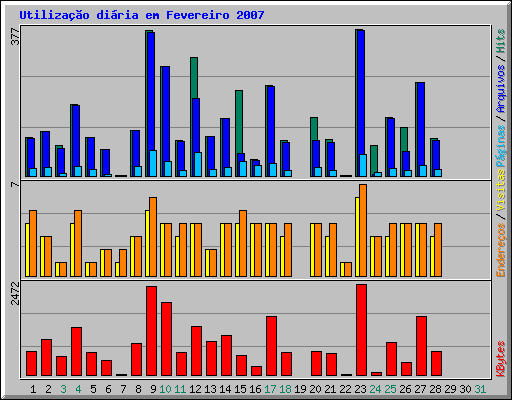 Utilização diária em Fevereiro 2007
377
7
2472
Endereços / Visitas Páginas / Arquivos / Hits
KBytes
1 2 3 4 5 6 7 8 9 10 11 12 13 14 15 16 17 18 19 20 21 22 23 24 25 26 27 28 29 30 31